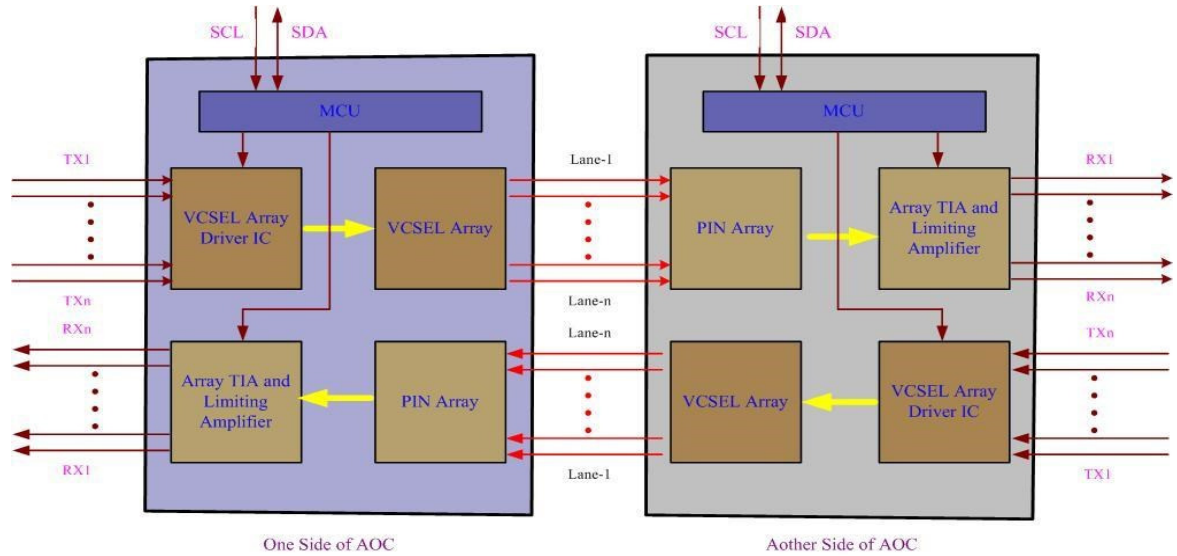 SCL SDA SCL SDA
MCU MCU
TX1 Lane-1 RX1
VCSEL Array
Driver IC
VCSEL Array
PIN Array
Array TIA and
Limiting
Amplifier
TXn Lane-n RXn
RXn Lane-n TXn
Array TIA and
Limiting
Amplifier
PIN Array
VCSEL Array
VCSEL Array
Driver IC
RX1 Lane-1 TX1
One Side of AOC Aother Side of AOC